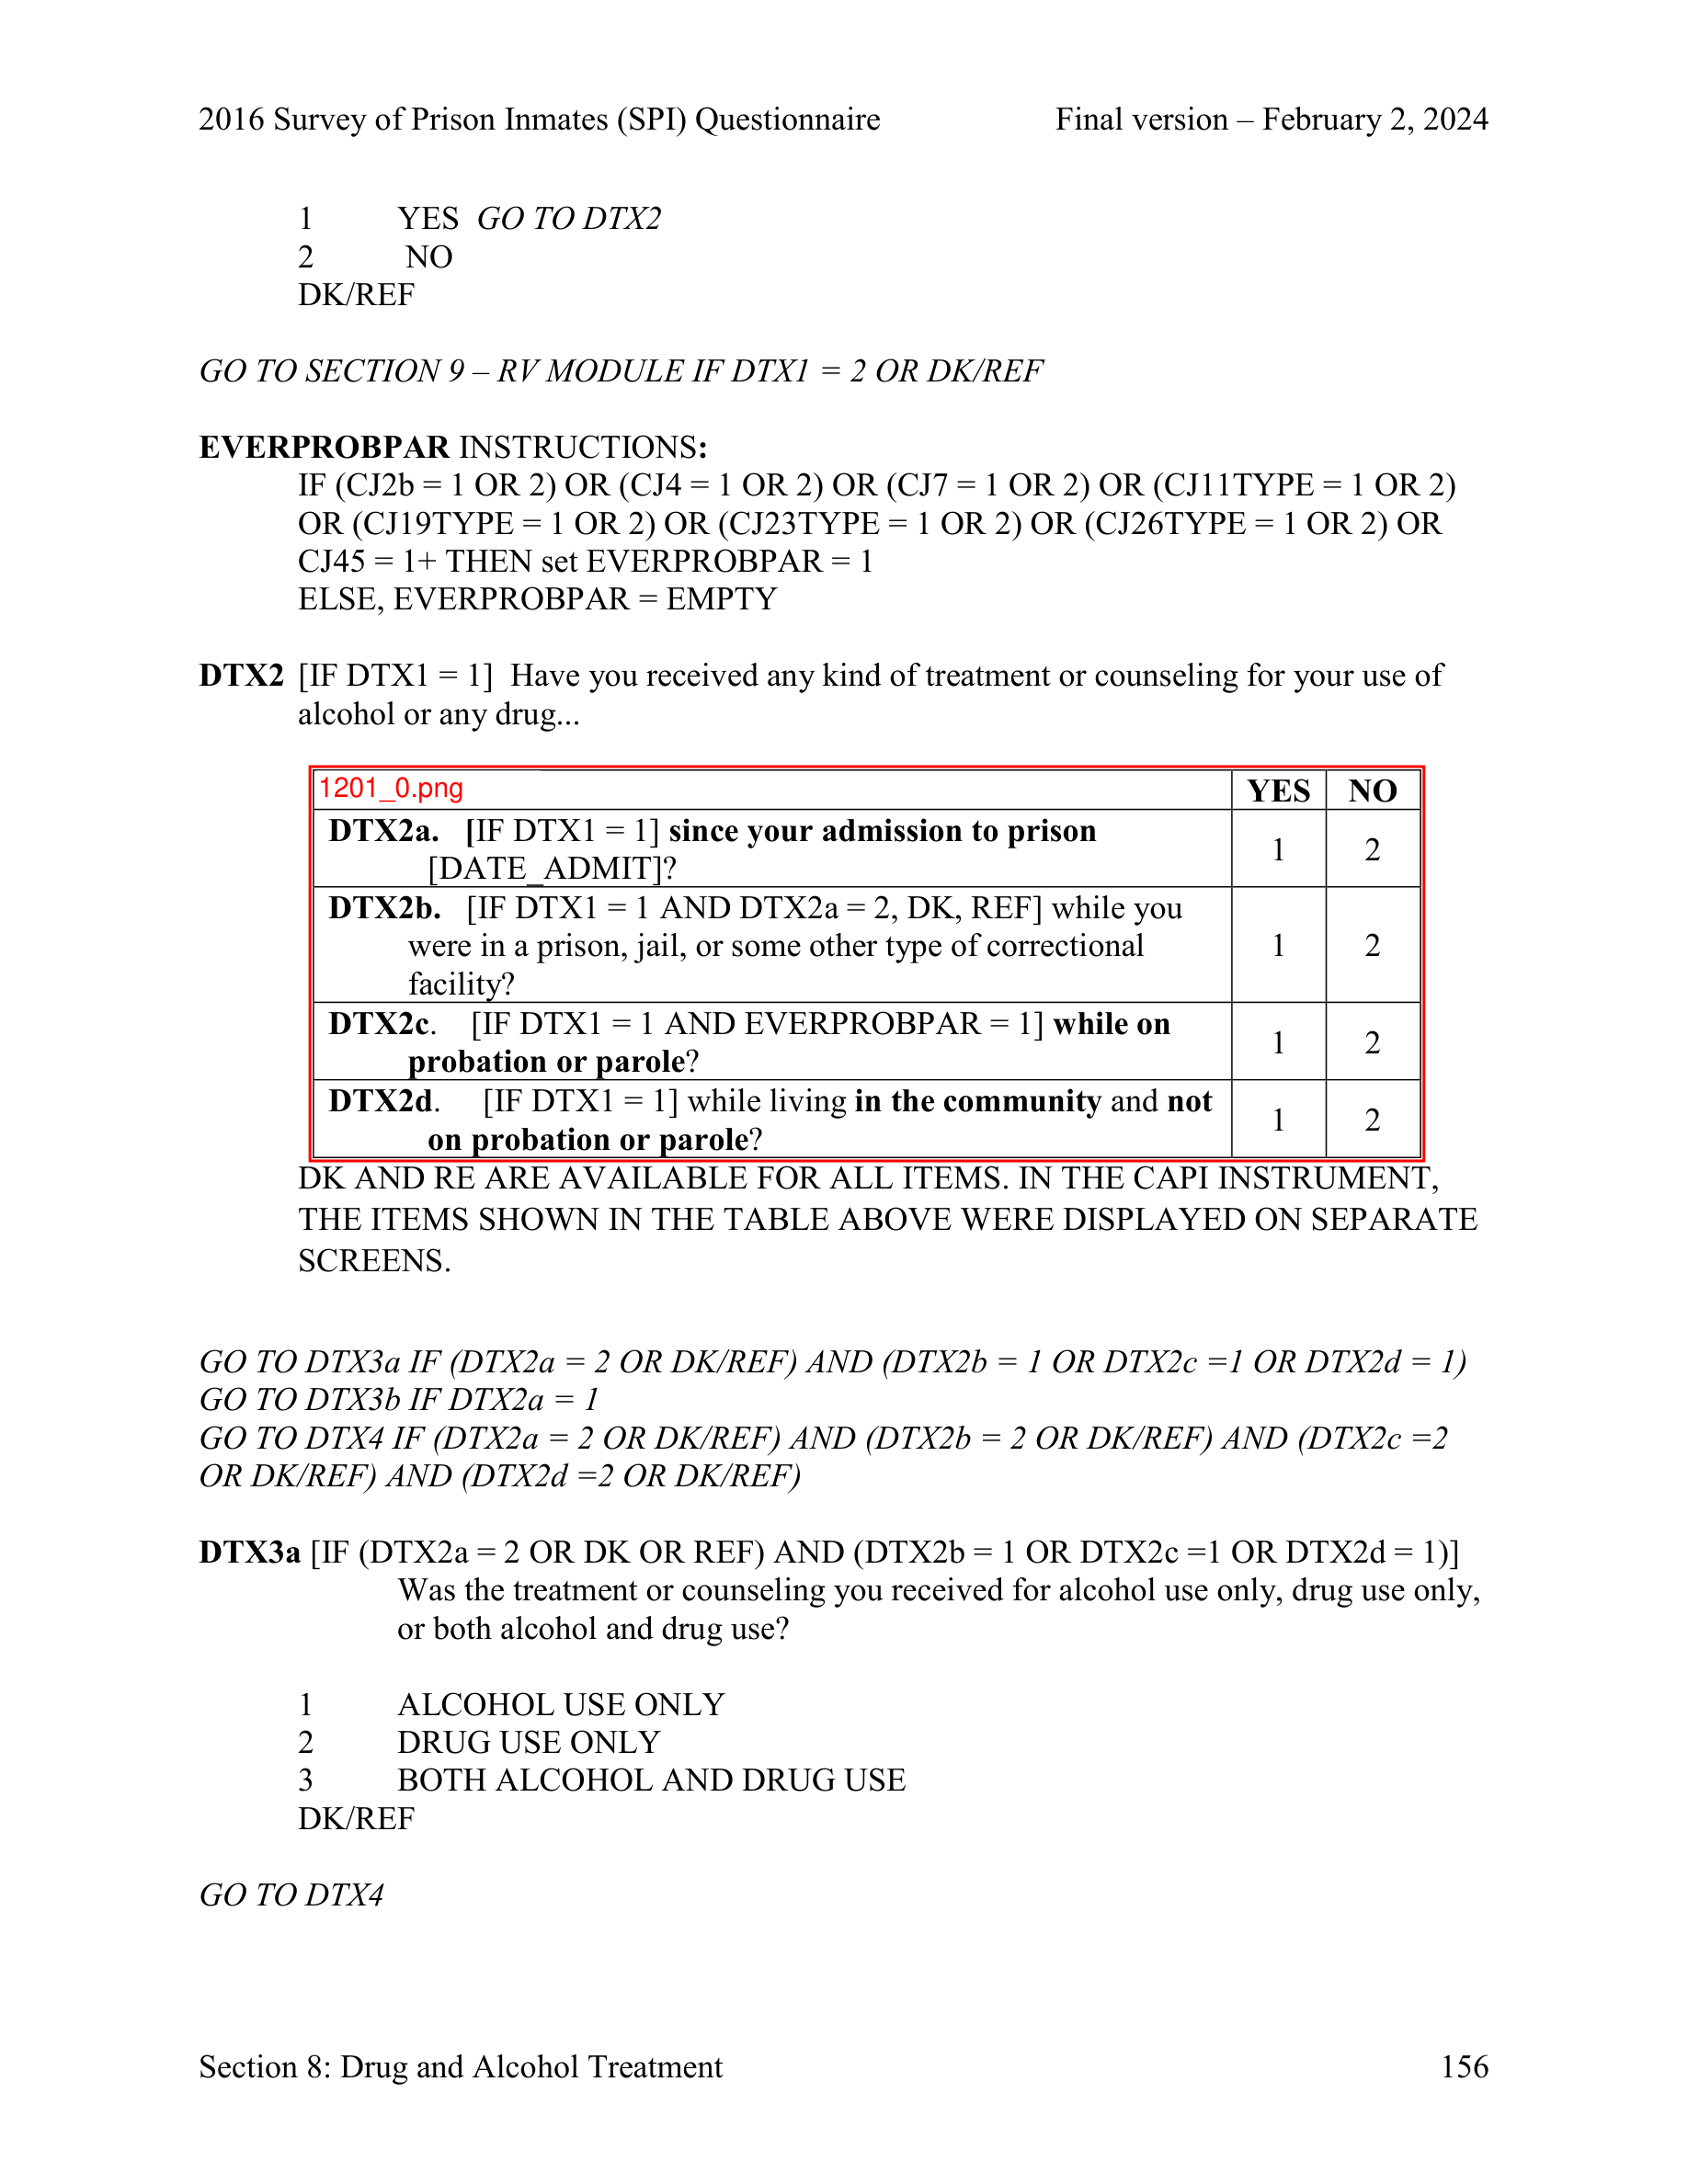 2016 Survey of Prison Inmates (SPI) Questionnaire Final version – February 2, 2024
1 YES GO TO DTX2
2 NO
DK/REF
GO TO SECTION 9 – RV MODULE IF DTX1 = 2 OR DK/REF
EVERPROBPAR INSTRUCTIONS:
IF (CJ2b = 1 OR 2) OR (CJ4 = 1 OR 2) OR (CJ7 = 1 OR 2) OR (CJ11TYPE = 1 OR 2)
OR (CJ19TYPE = 1 OR 2) OR (CJ23TYPE = 1 OR 2) OR (CJ26TYPE = 1 OR 2) OR
CJ45 = 1+ THEN set EVERPROBPAR = 1
ELSE, EVERPROBPAR = EMPTY
DTX2 [IF DTX1 = 1] Have you received any kind of treatment or counseling for your use of
alcohol or any drug...
1201_0.png YES NO
DTX2a. [IF DTX1 = 1] since your admission to prison
[DATE_ADMIT]? 1 2
DTX2b. [IF DTX1 = 1 AND DTX2a = 2, DK, REF] while you
were in a prison, jail, or some other type of correctional 1 2
facility?
DTX2c. [IF DTX1 = 1 AND EVERPROBPAR = 1] while on
probation or parole? 1 2
DTX2d. [IF DTX1 = 1] while living in the community and not
on probation or parole? 1 2
DK AND RE ARE AVAILABLE FOR ALL ITEMS. IN THE CAPI INSTRUMENT,
THE ITEMS SHOWN IN THE TABLE ABOVE WERE DISPLAYED ON SEPARATE
SCREENS.
GO TO DTX3a IF (DTX2a = 2 OR DK/REF) AND (DTX2b = 1 OR DTX2c =1 OR DTX2d = 1)
GO TO DTX3b IF DTX2a = 1
GO TO DTX4 IF (DTX2a = 2 OR DK/REF) AND (DTX2b = 2 OR DK/REF) AND (DTX2c =2
OR DK/REF) AND (DTX2d =2 OR DK/REF)
DTX3a [IF (DTX2a = 2 OR DK OR REF) AND (DTX2b = 1 OR DTX2c =1 OR DTX2d = 1)]
Was the treatment or counseling you received for alcohol use only, drug use only,
or both alcohol and drug use?
1 ALCOHOL USE ONLY
2 DRUG USE ONLY
3 BOTH ALCOHOL AND DRUG USE
DK/REF
GO TO DTX4
Section 8: Drug and Alcohol Treatment 156